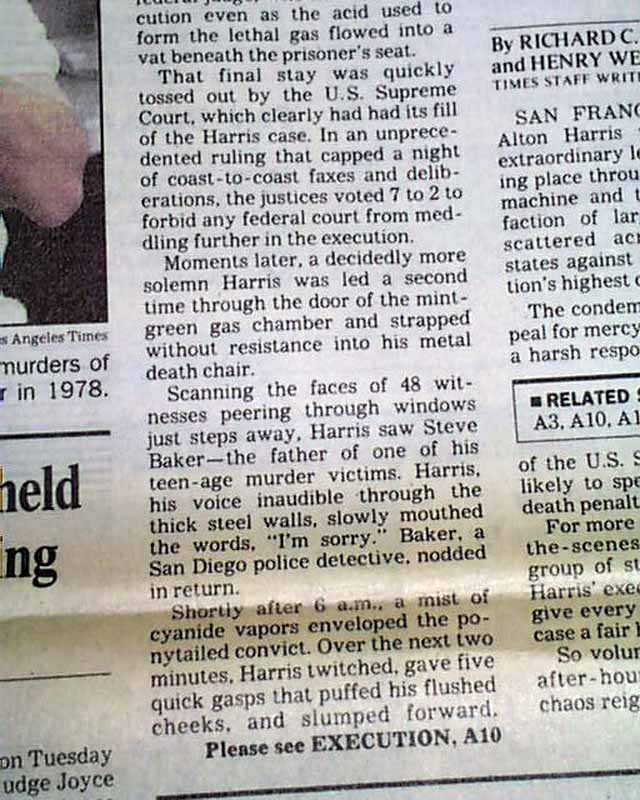 cution even as the acid used to
form the lethal gas flowed into a
vat beneath the prisoner's seat.
That final stay was quickly
tossed out by the U.S. Supreme
Court, which clearly had had its fill
of the Harris case. In an unprece-
dented ruling that capped a night
of coast-to-coast faxes and delib-
erations, the justices voted 7 to 2 to
forbid any federal court from med-
dling further in the execution.
Moments later, a decidedly more
solemn Harris was led a second
time through the door of the mint-
green gas chamber and strapped
without resistance into his metal
death chair.
Scanning the faces of 48 wit-
nesses peering through windows
just steps away, Harris saw Steve
Baker—the father of one of his
teen-age murder victims. Harris,
his voice inaudible through the
thick steel walls, slowly mouthed
the words, "I'm sorry." Baker, a
San Diego police detective, nodded
in return.
Shortly after 6 a.m., a mist of
cyanide vapors enveloped the po-
nytailed convict. Over the next two
minutes, Harris twitched, gave five
quick gasps that puffed his flushed
cheeks, and slumped forward.
Please see EXECUTION, A10
Angeles Times
murders of
in 1978.
held
ing
on Tuesday
udge Joyce
By RICHARD C.
and HENRY WE
TIMES STAFF WRIT
SAN FRANC
Alton Harris
extraordinary le
ing place throu
machine and
faction of lar
scattered acr
states against
tion's highest c
The condem
peal for mercy
a harsh respo
■ RELATED S
A3, A10, A1
of the U.S. S
likely to spe
death penalt
For more
the-scenes
group of st
Harris' exec
give every
case a fair h
So volum
after-hou
chaos reig